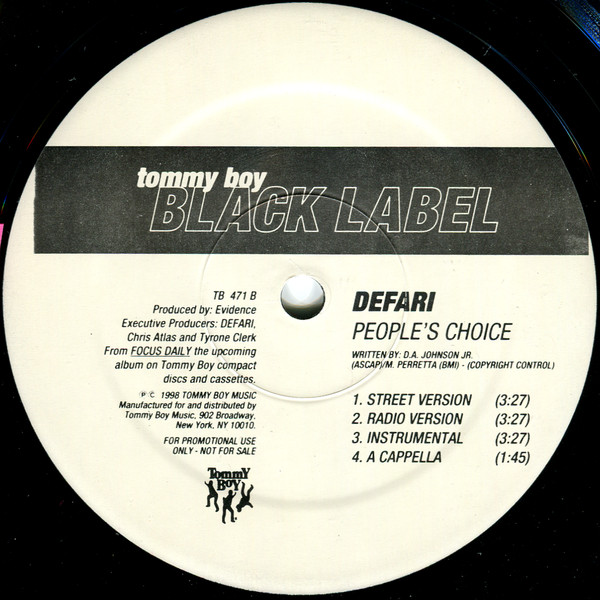 tommy boy
BLACK LABEL
TB 471 B
Produced by: Evidence
Executive Producers: DEFARI,
Chris Atlas and Tyrone Clerk
From FOCUS DAILY the upcoming
album on Tommy Boy compact
discs and cassettes.
℗ © 1998 TOMMY BOY MUSIC
Manufactured for and distributed by
Tommy Boy Music, 902 Broadway,
New York, NY 10010.
FOR PROMOTIONAL USE
ONLY - NOT FOR SALE
Tommy
Boy
DEFARI
PEOPLE'S CHOICE
WRITTEN BY: D.A. JOHNSON JR.
(ASCAP)/M. PERRETTA (BMI) - (COPYRIGHT CONTROL)
1. STREET VERSION (3:27)
2. RADIO VERSION (3:27)
3. INSTRUMENTAL (3:27)
4. A CAPPELLA (1:45)